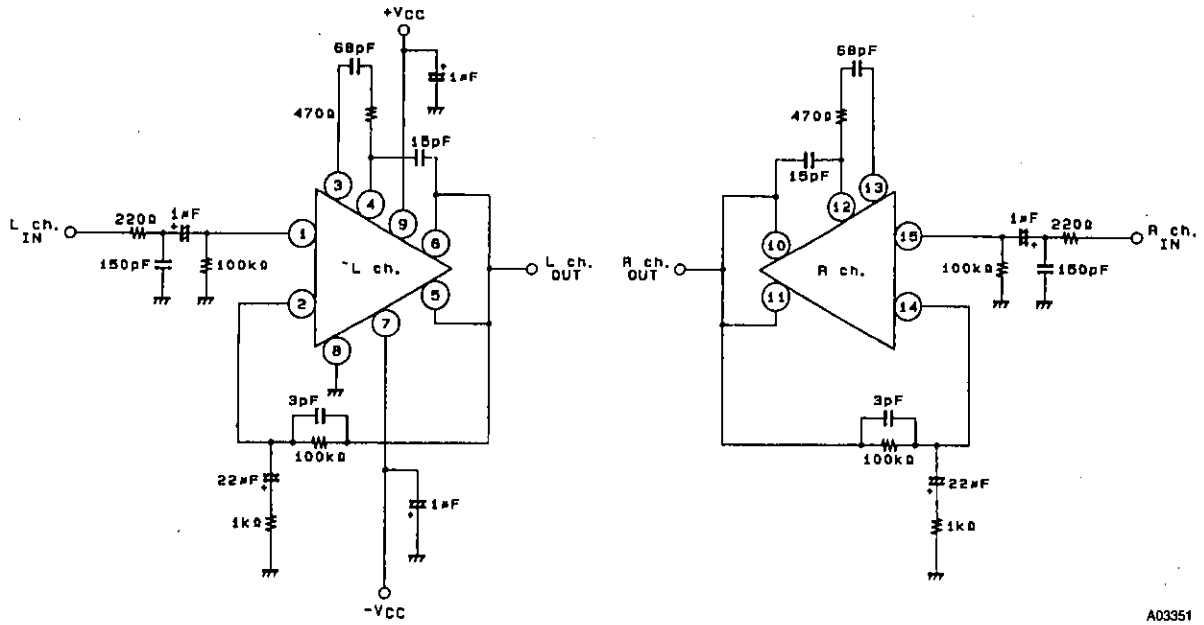 +VCC
68pF
1µF
470Ω
15pF
3
4
9
6
L ch.
IN
220Ω
1µF
+
1
150pF
100kΩ
L ch.
L ch.
OUT
2
5
7
8
3pF
100kΩ
22µF
+
1kΩ
+
1µF
-VCC
68pF
470Ω
15pF
13
12
10
15
1µF
+
220Ω
R ch.
IN
100kΩ
150pF
R ch.
OUT
R ch.
11
14
3pF
100kΩ
22µF
+
1kΩ
A03351